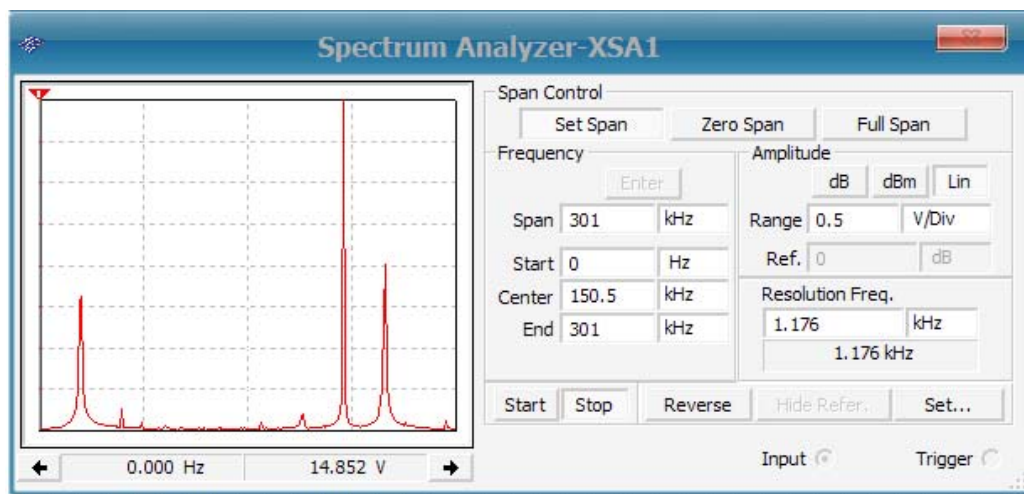 Spectrum Analyzer-XSA1
Span Control
Set Span Zero Span Full Span
Frequency
Enter
Span 301 kHz
Start 0 Hz
Center 150.5 kHz
End 301 kHz
Amplitude
dB dBm Lin
Range 0.5 V/Div
Ref. 0 dB
Resolution Freq.
1.176 kHz
1.176 kHz
Start Stop Reverse Hide Refer. Set...
0.000 Hz 14.852 V
Input Trigger